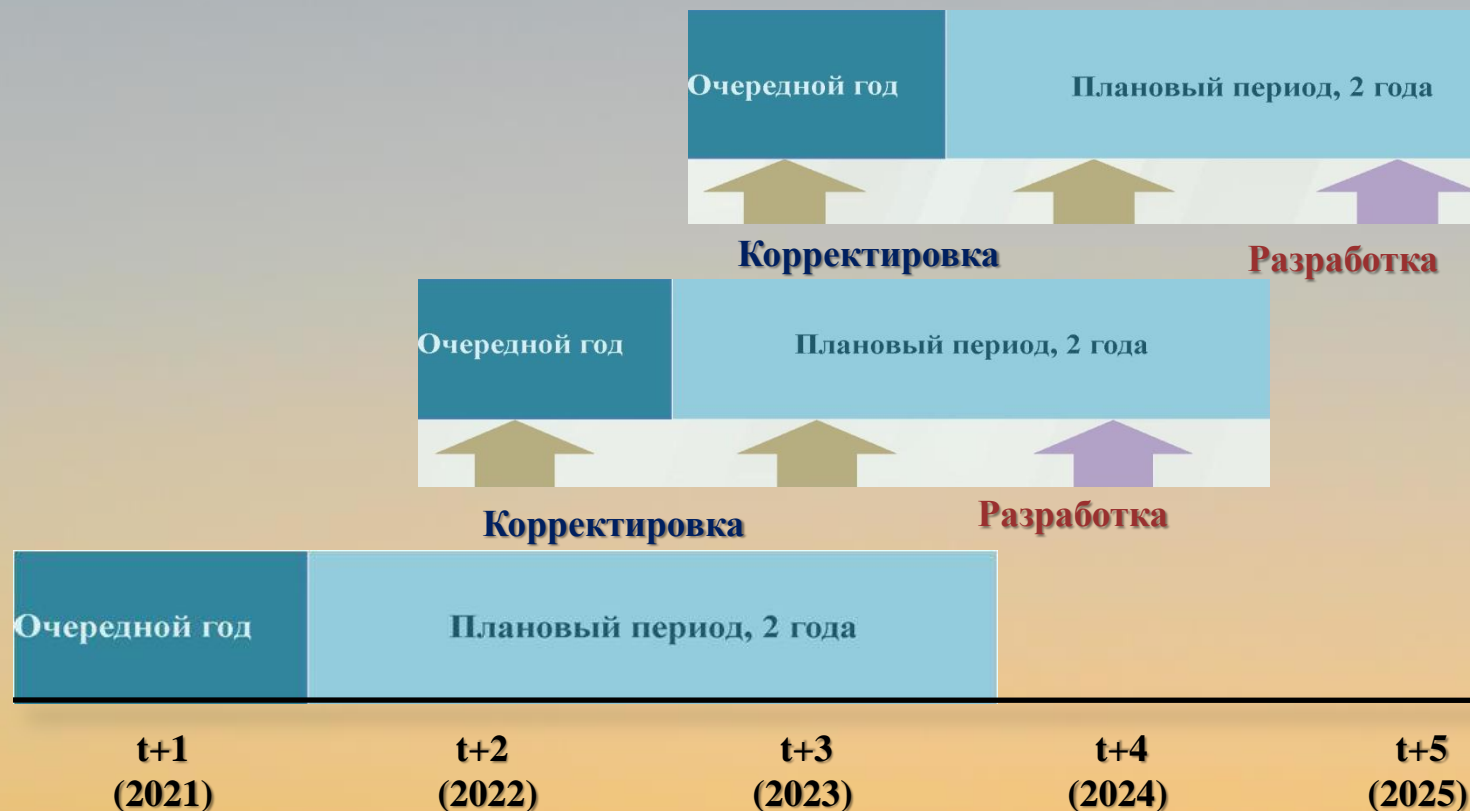 Очередной год
Плановый период, 2 года
Корректировка
Разработка
Очередной год
Плановый период, 2 года
Корректировка
Разработка
Очередной год
Плановый период, 2 года
t+1
(2021)
t+2
(2022)
t+3
(2023)
t+4
(2024)
t+5
(2025)